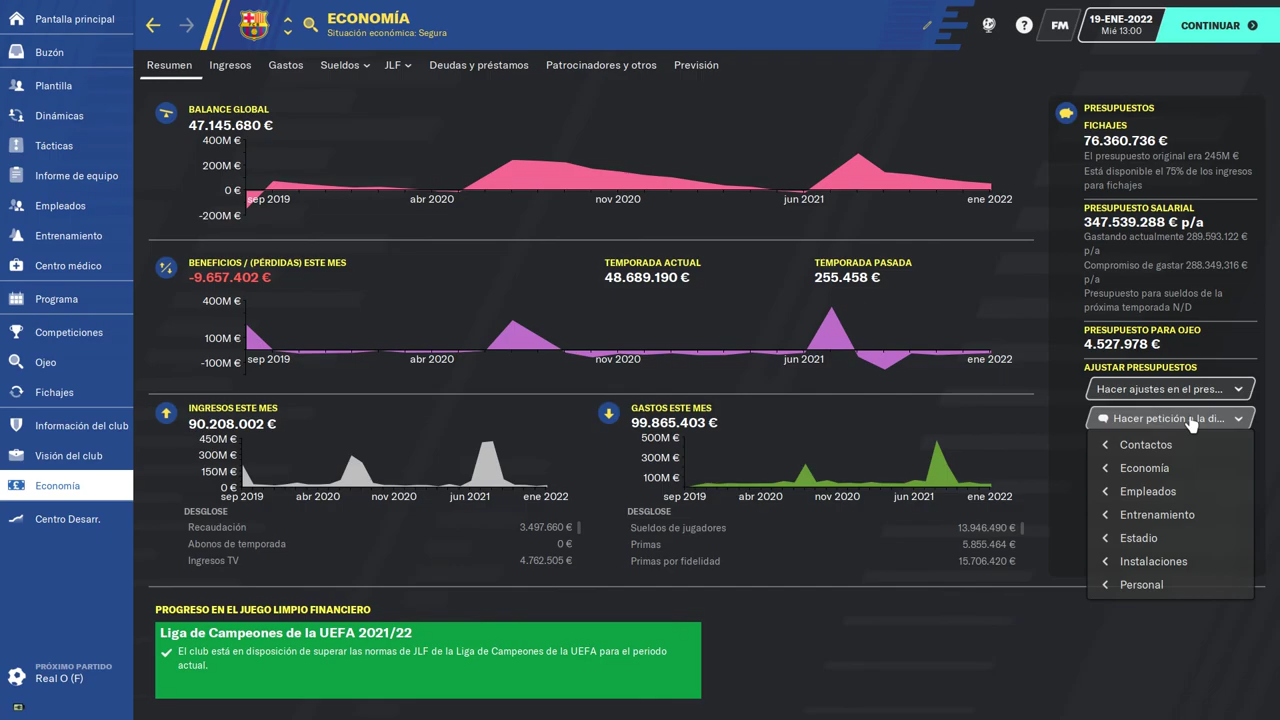 Pantalla principal
Buzón
Plantilla
Dinámicas
Tácticas
Informe de equipo
Empleados
Entrenamiento
Centro médico
Programa
Competiciones
Ojeo
Fichajes
Información del club
Visión del club
Economía
Centro Desarr.
PRÓXIMO PARTIDO
Real O (F)
ECONOMÍA
Situación económica: Segura
?
FM
19-ENE-2022
Mié 13:00
CONTINUAR
Resumen
Ingresos
Gastos
Sueldos
JLF
Deudas y préstamos
Patrocinadores y otros
Previsión
BALANCE GLOBAL
47.145.680 €
400M €
200M €
0 €
-200M €
sep 2019
abr 2020
nov 2020
jun 2021
ene 2022
BENEFICIOS / (PÉRDIDAS) ESTE MES
-9.657.402 €
TEMPORADA ACTUAL
48.689.190 €
TEMPORADA PASADA
255.458 €
400M €
100M €
-100M €
sep 2019
abr 2020
nov 2020
jun 2021
ene 2022
INGRESOS ESTE MES
90.208.002 €
450M €
300M €
150M €
0 €
sep 2019
abr 2020
nov 2020
jun 2021
ene 2022
DESGLOSE
Recaudación 3.497.660 €
Abonos de temporada 0 €
Ingresos TV 4.762.505 €
GASTOS ESTE MES
99.865.403 €
500M €
300M €
100M €
sep 2019
abr 2020
nov 2020
jun 2021
ene 2022
DESGLOSE
Sueldos de jugadores 13.946.490 €
Primas 5.855.464 €
Primas por fidelidad 15.706.420 €
PROGRESO EN EL JUEGO LIMPIO FINANCIERO
Liga de Campeones de la UEFA 2021/22
El club está en disposición de superar las normas de JLF de la Liga de Campeones de la UEFA para el periodo
actual.
PRESUPUESTOS
FICHAJES
76.360.736 €
El presupuesto original era 245M €
Está disponible el 75% de los ingresos
para fichajes
PRESUPUESTO SALARIAL
347.539.288 € p/a
Gastando actualmente 289.593.122 €
p/a
Compromiso de gastar 288.349.316 €
p/a
Presupuesto para sueldos de la
próxima temporada N/D
PRESUPUESTO PARA OJEO
4.527.978 €
AJUSTAR PRESUPUESTOS
Hacer ajustes en el pres...
Hacer petición a la di...
Contactos
Economía
Empleados
Entrenamiento
Estadio
Instalaciones
Personal